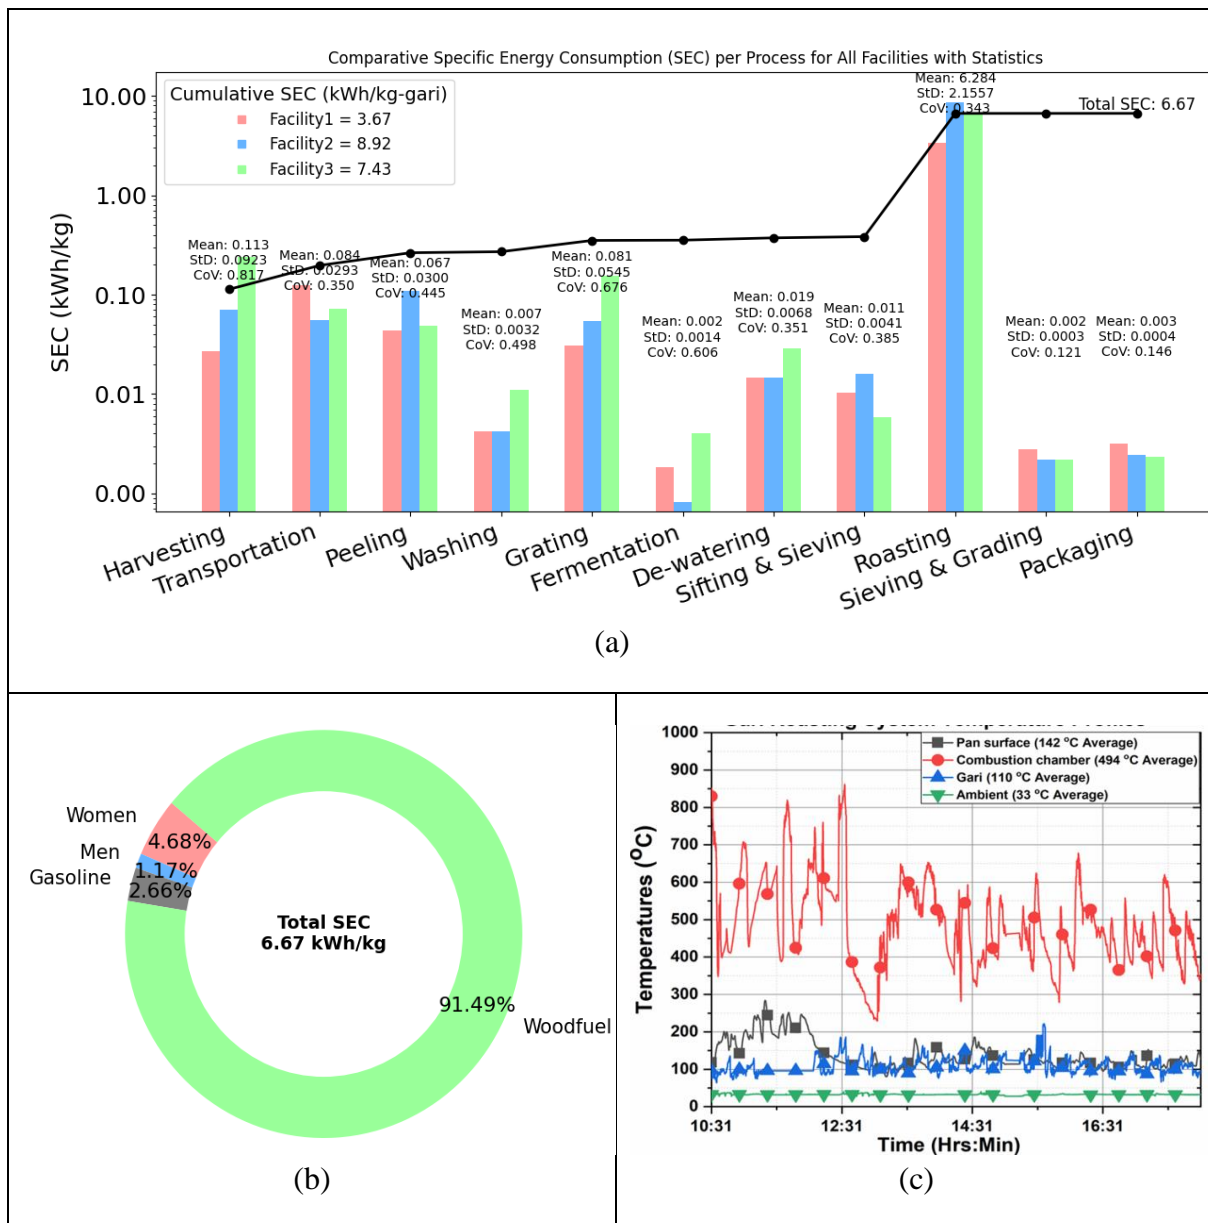 Comparative Specific Energy Consumption (SEC) per Process for All Facilities with Statistics
SEC (kWh/kg)
10.00
1.00
0.10
0.01
0.00
Cumulative SEC (kWh/kg-gari)
Facility1 = 3.67
Facility2 = 8.92
Facility3 = 7.43
Mean: 0.113
StD: 0.0923
CoV: 0.817
Mean: 0.084
StD: 0.0293
CoV: 0.350
Mean: 0.067
StD: 0.0300
CoV: 0.445
Mean: 0.007
StD: 0.0032
CoV: 0.498
Mean: 0.081
StD: 0.0545
CoV: 0.676
Mean: 0.002
StD: 0.0014
CoV: 0.606
Mean: 0.019
StD: 0.0068
CoV: 0.351
Mean: 0.011
StD: 0.0041
CoV: 0.385
Mean: 6.284
StD: 2.1557
CoV: 0.343
Mean: 0.002
StD: 0.0003
CoV: 0.121
Mean: 0.003
StD: 0.0004
CoV: 0.146
Total SEC: 6.67
Harvesting
Transportation
Peeling
Washing
Grating
Fermentation
De-watering
Sifting & Sieving
Roasting
Sieving & Grading
Packaging
(a)
Women
4.68%
Men
1.17%
Gasoline
2.66%
Total SEC
6.67 kWh/kg
91.49%
Woodfuel
(b)
Temperatures (°C)
1000
900
800
700
600
500
400
300
200
100
0
Pan surface (142 °C Average)
Combustion chamber (494 °C Average)
Gari (110 °C Average)
Ambient (33 °C Average)
10:31
12:31
14:31
16:31
Time (Hrs:Min)
(c)